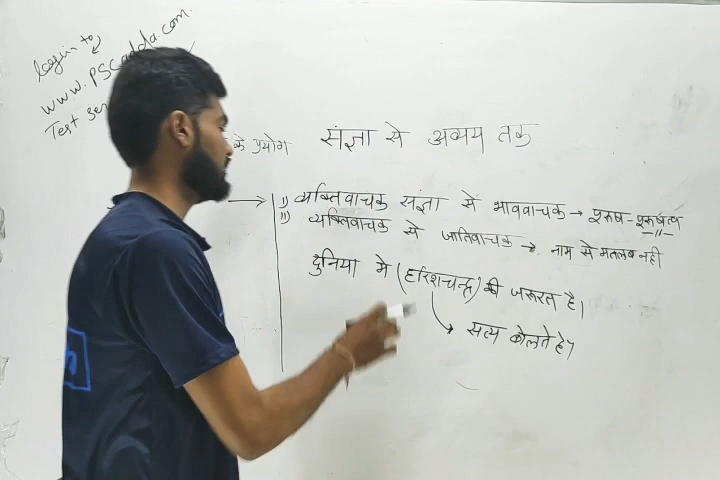 login to
www.PSCadda.com
Test Ser
के प्रयोग संज्ञा से अव्यय तक
i) व्यक्तिवाचक संज्ञा में भाववाचक → पुरूष - पुरूषत्व
ii) व्यक्तिवाचक से जातिवाचक → नाम से मतलब नही
दुनिया मे (हरिशचन्द्र) की जरूरत है।
सत्य बोलते है।